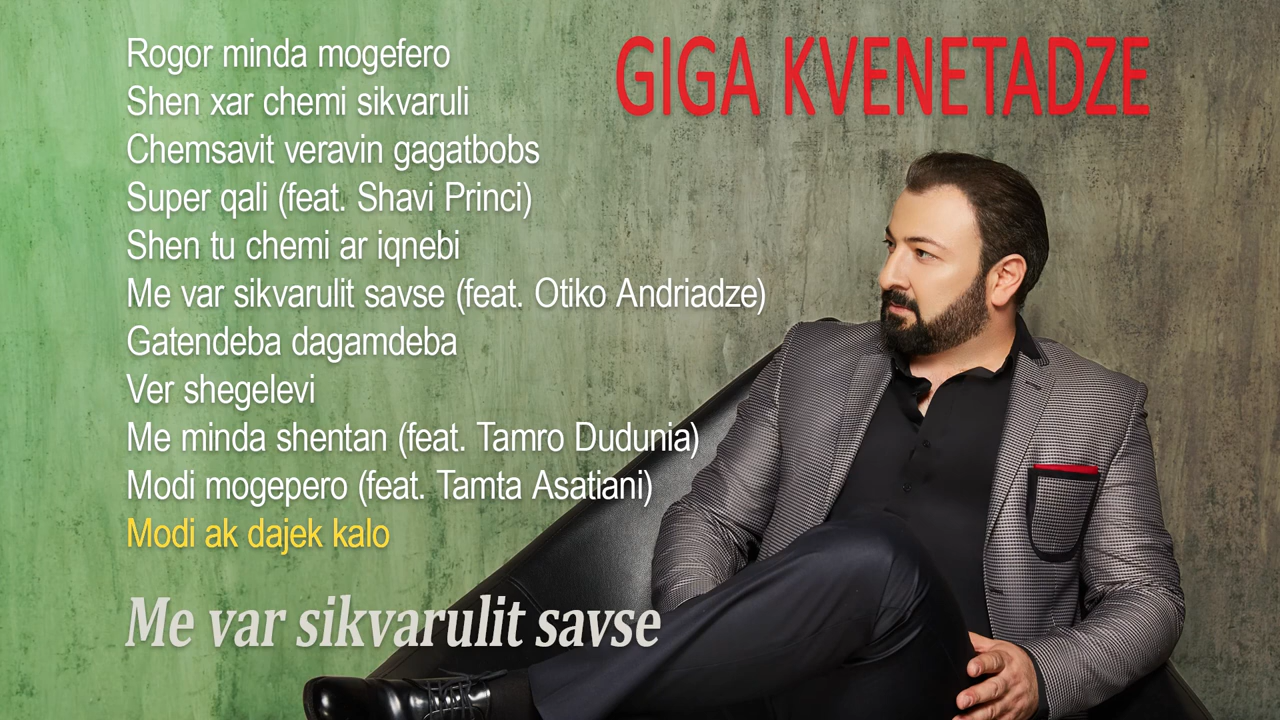 Rogor minda mogefero
Shen xar chemi sikvaruli
Chemsavit veravin gagatbobs
Super qali (feat. Shavi Princi)
Shen tu chemi ar iqnebi
Me var sikvarulit savse (feat. Otiko Andriadze)
Gatendeba dagamdeba
Ver shegelevi
Me minda shentan (feat. Tamro Dudunia)
Modi mogepero (feat. Tamta Asatiani)
Modi ak dajek kalo
Me var sikvarulit savse
GIGA KVENETADZE